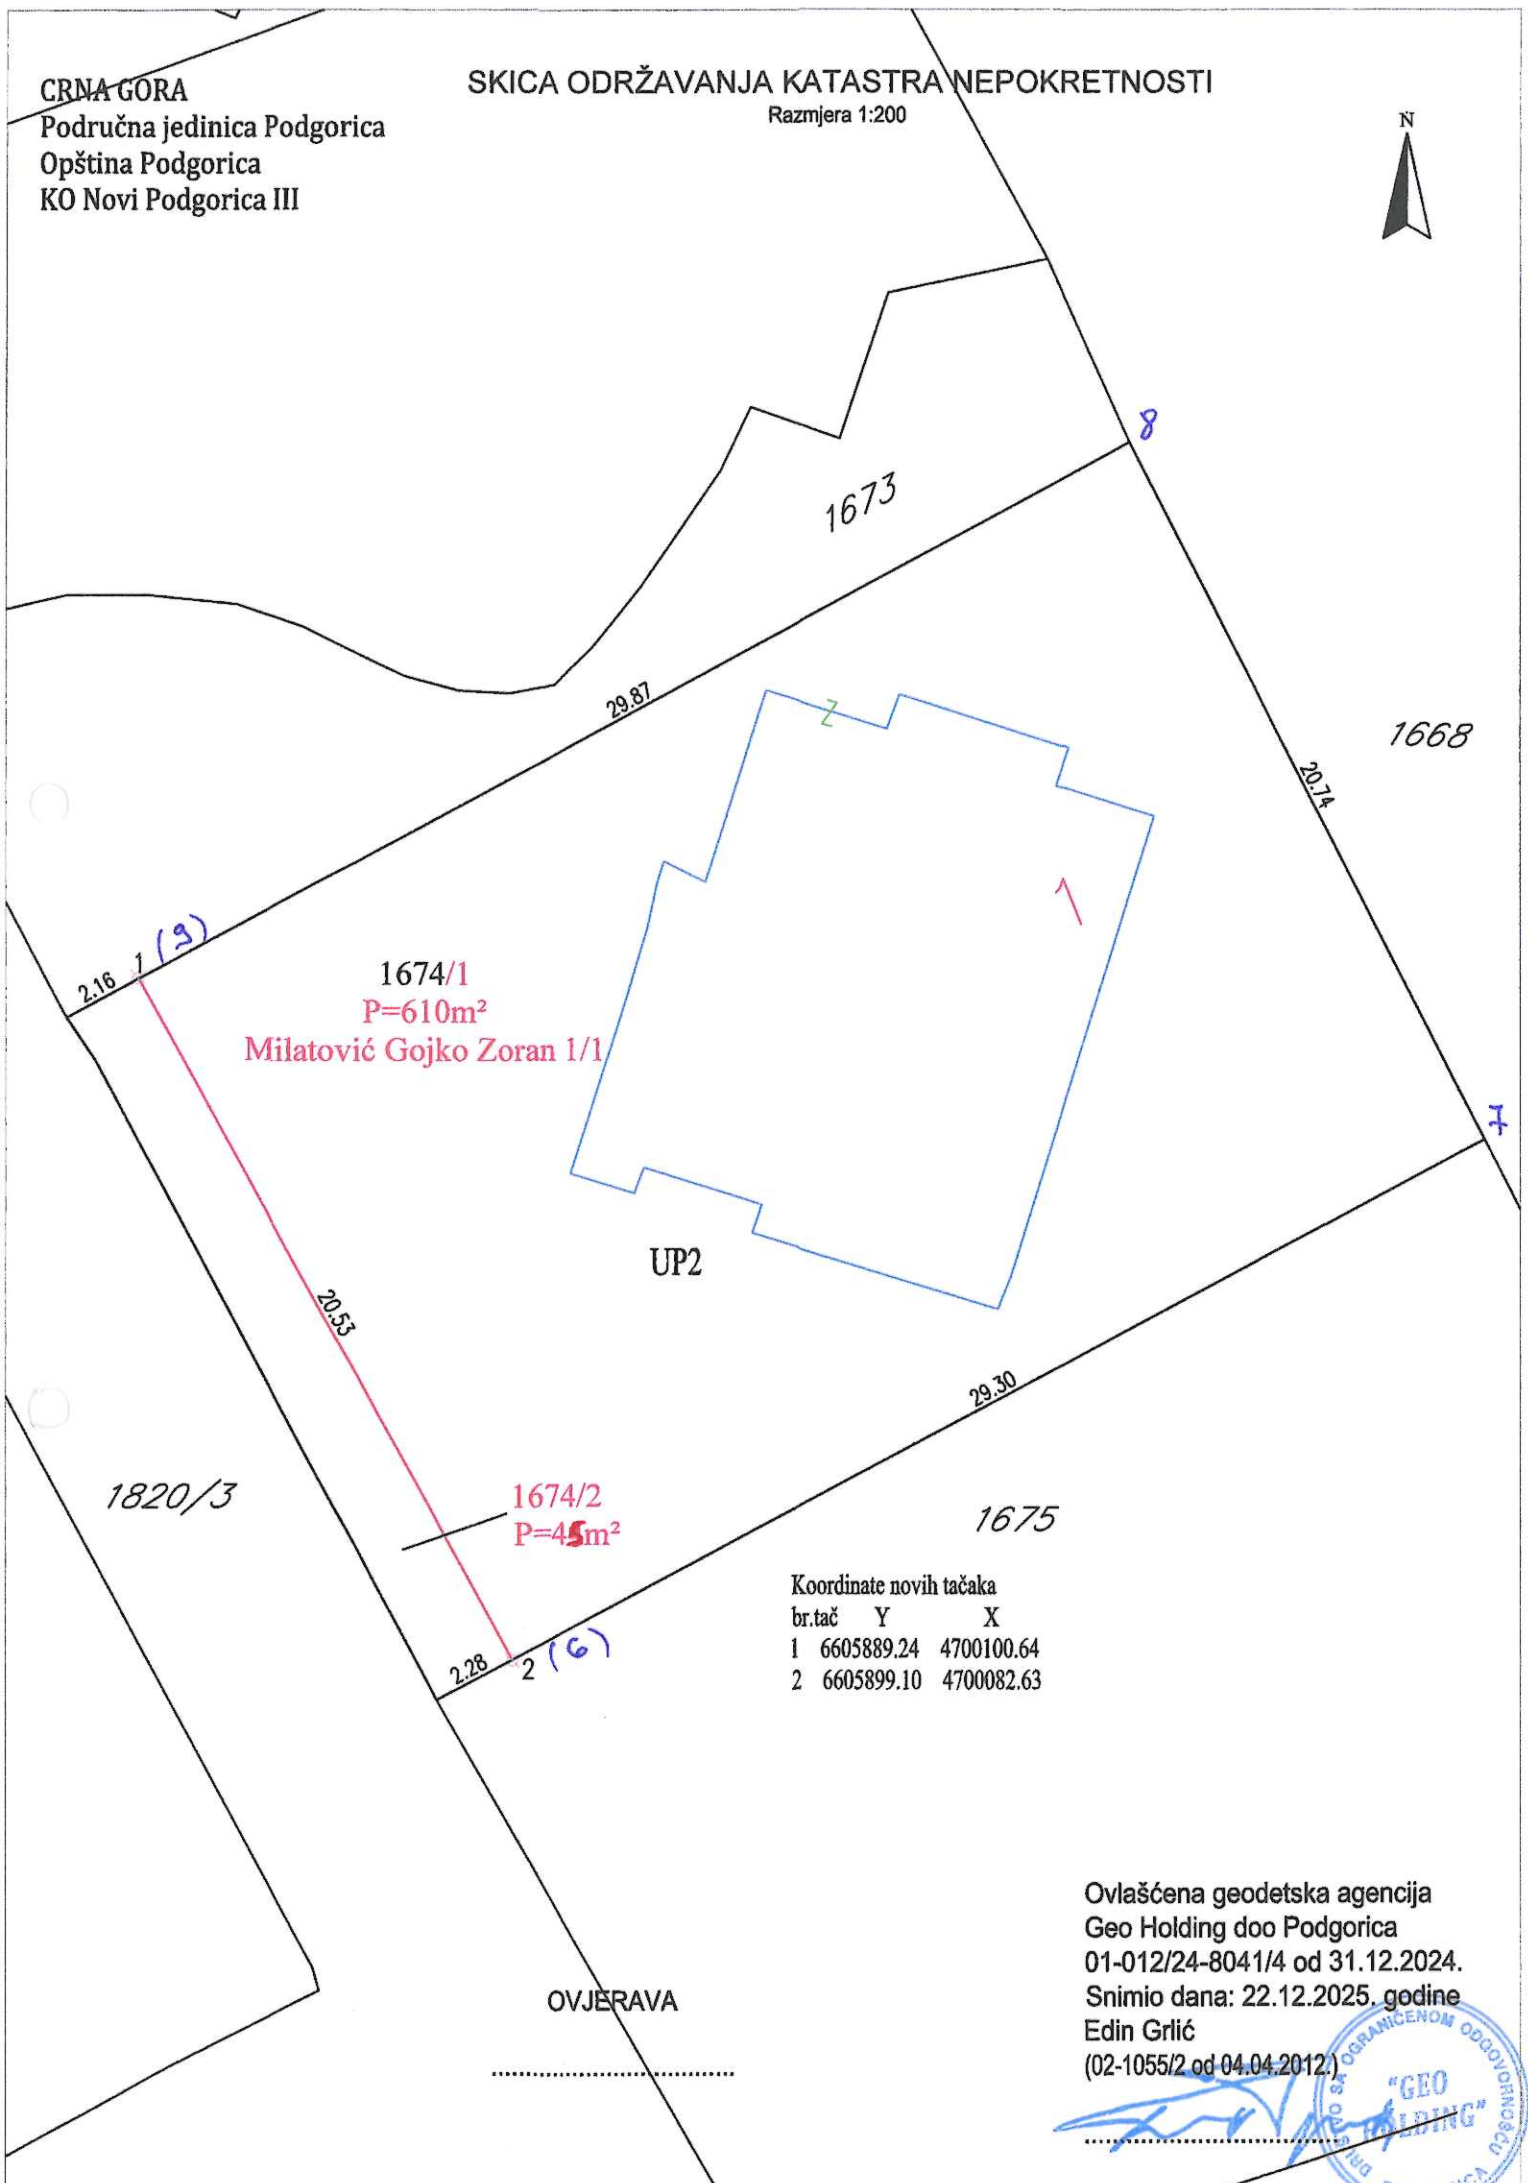 CRNA GORA
Područna jedinica Podgorica
Opština Podgorica
KO Novi Podgorica III
SKICA ODRŽAVANJA KATASTRA NEPOKRETNOSTI
Razmjera 1:200
N
8
1673
29.87
Z
1668
20.74
1
1 (9)
2.16
1674/1
P=610m²
Milatović Gojko Zoran 1/1
7
UP2
20.53
29.30
1820/3
1674/2
P=45m²
1675
2.28
2 (6)
Koordinate novih tačaka
br.tač Y X
1 6605889.24 4700100.64
2 6605899.10 4700082.63
OVJERAVA
Ovlašćena geodetska agencija
Geo Holding doo Podgorica
01-012/24-8041/4 od 31.12.2024.
Snimio dana: 22.12.2025. godine
Edin Grlić
(02-1055/2 od 04.04.2012.)
SA OGRANIČENOM ODGOVORNOŠĆU
"GEO
HOLDING"